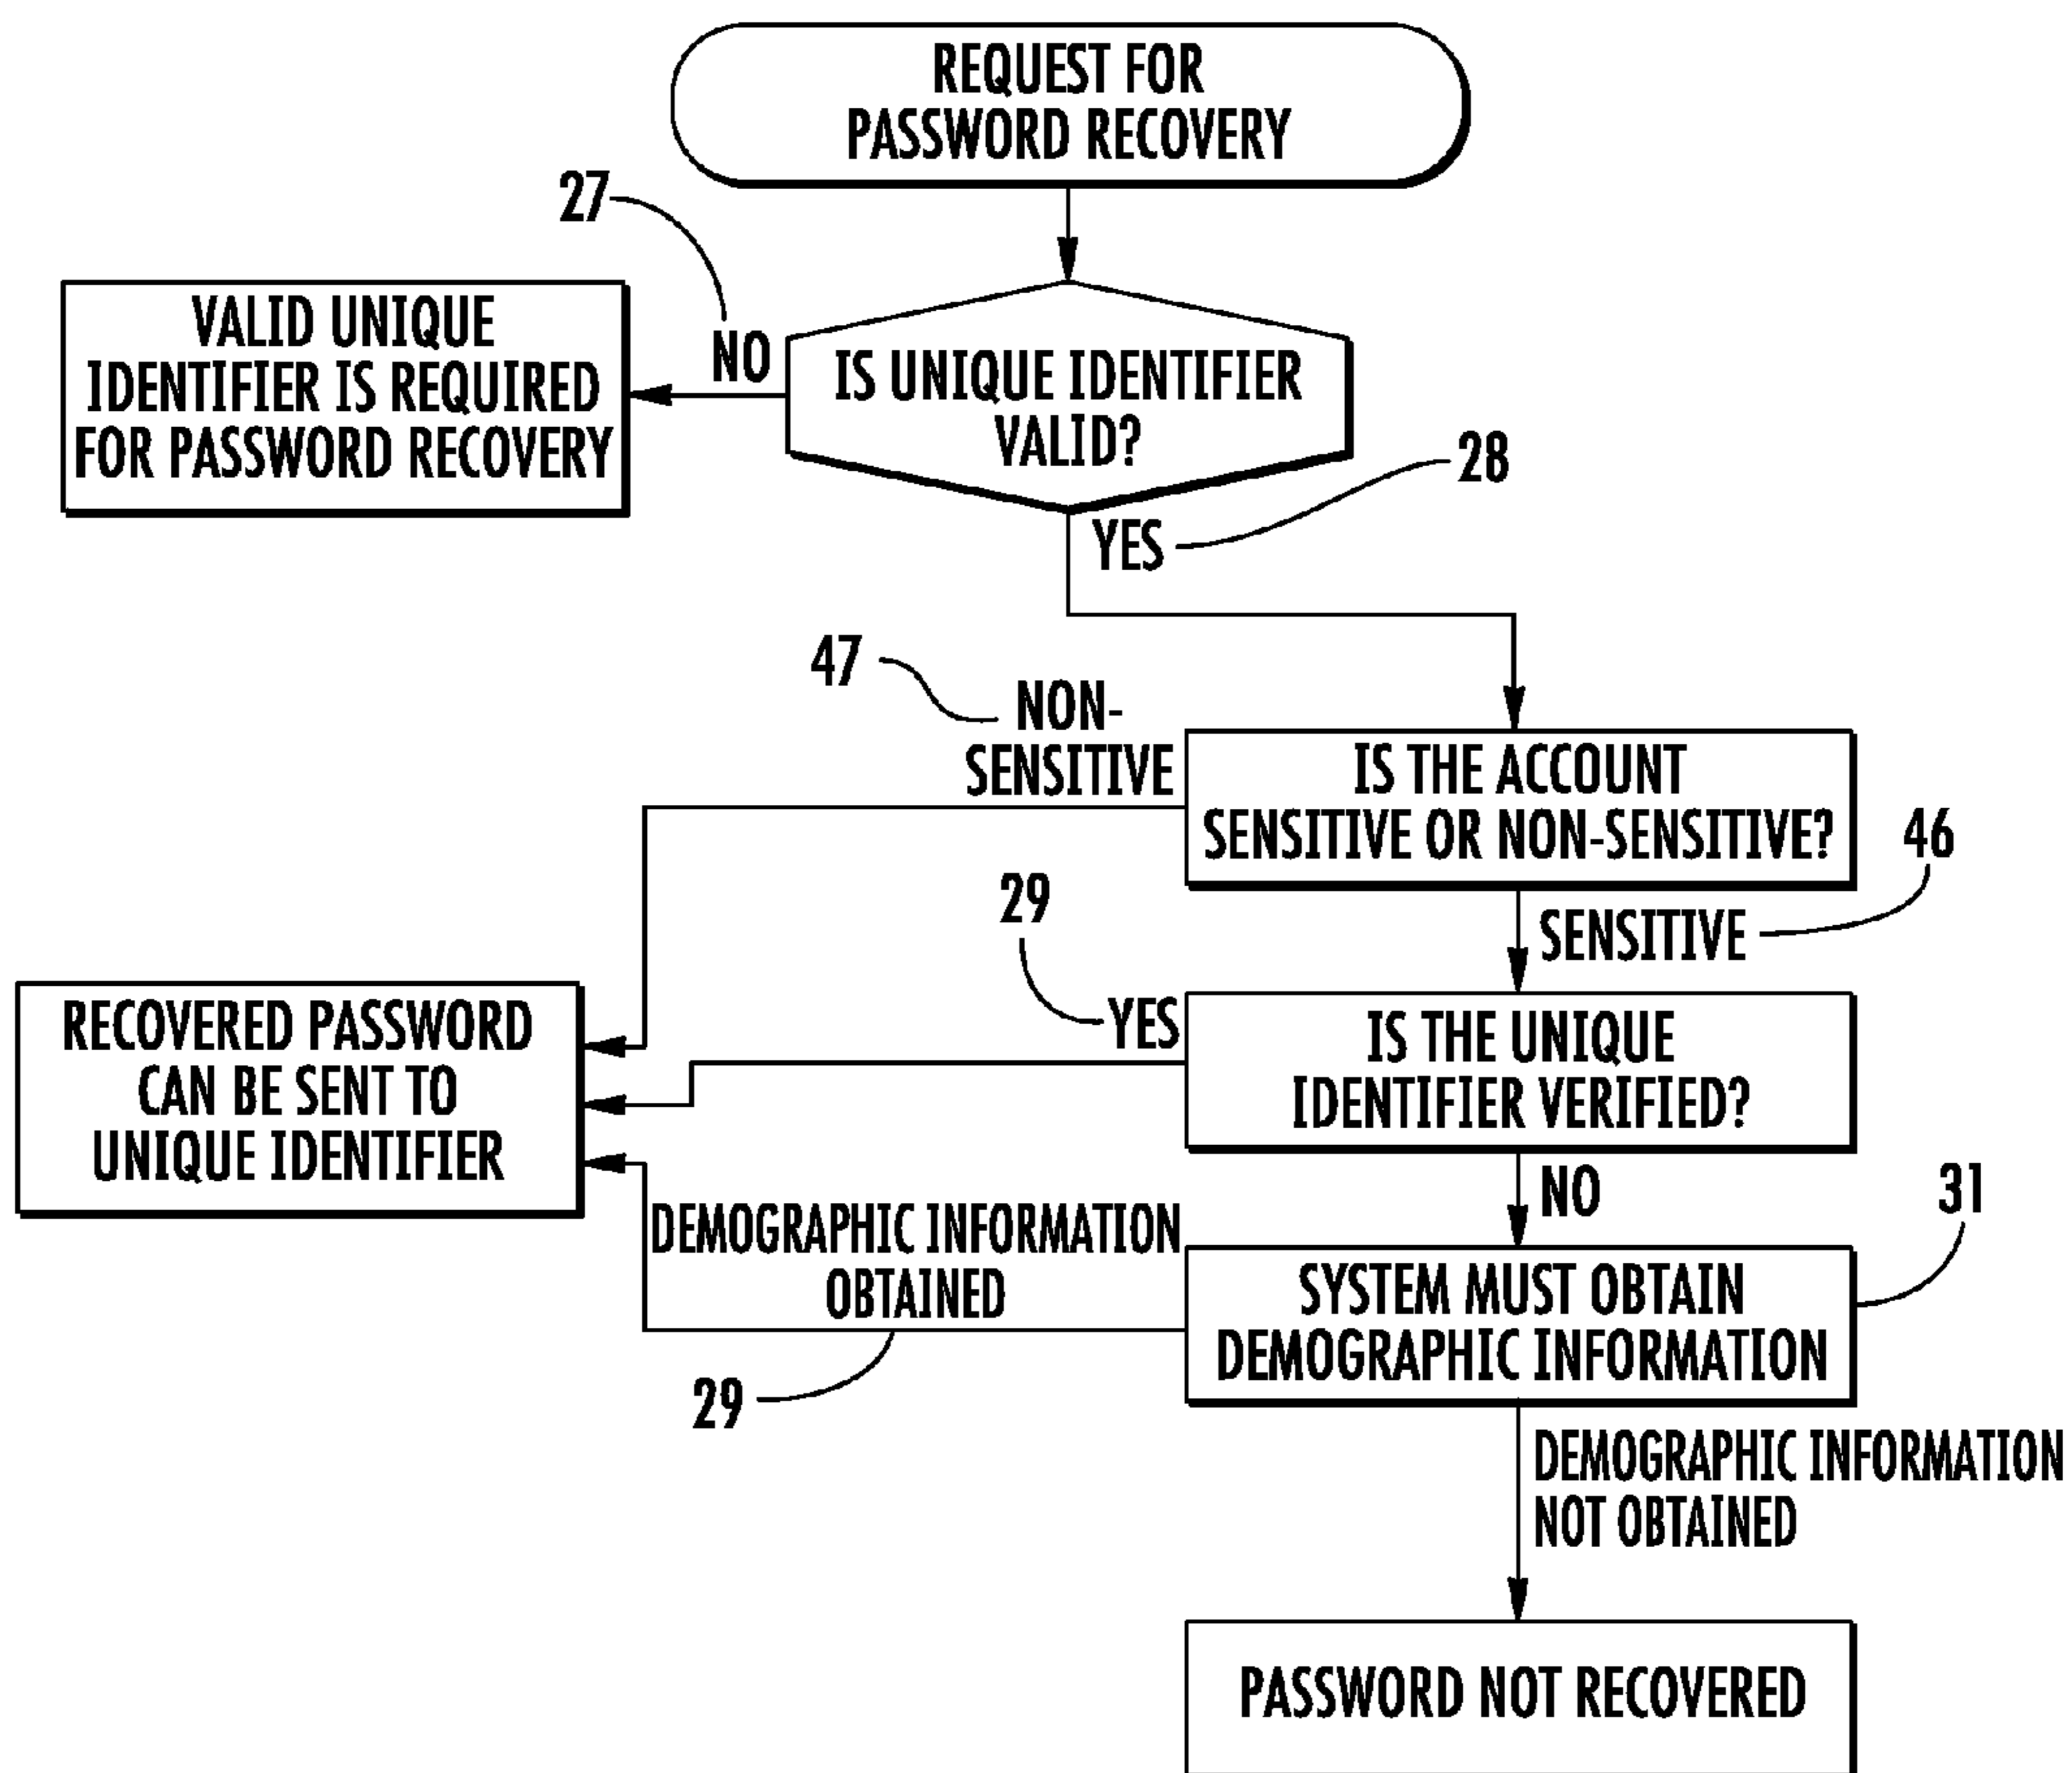 REQUEST FOR
PASSWORD RECOVERY
27
VALID UNIQUE
IDENTIFIER IS REQUIRED
FOR PASSWORD RECOVERY
NO
IS UNIQUE IDENTIFIER
VALID?
28
YES
47
NON-
SENSITIVE
IS THE ACCOUNT
SENSITIVE OR NON-SENSITIVE?
46
SENSITIVE
29
YES
RECOVERED PASSWORD
CAN BE SENT TO
UNIQUE IDENTIFIER
IS THE UNIQUE
IDENTIFIER VERIFIED?
NO
31
DEMOGRAPHIC INFORMATION
OBTAINED
29
SYSTEM MUST OBTAIN
DEMOGRAPHIC INFORMATION
DEMOGRAPHIC INFORMATION
NOT OBTAINED
PASSWORD NOT RECOVERED